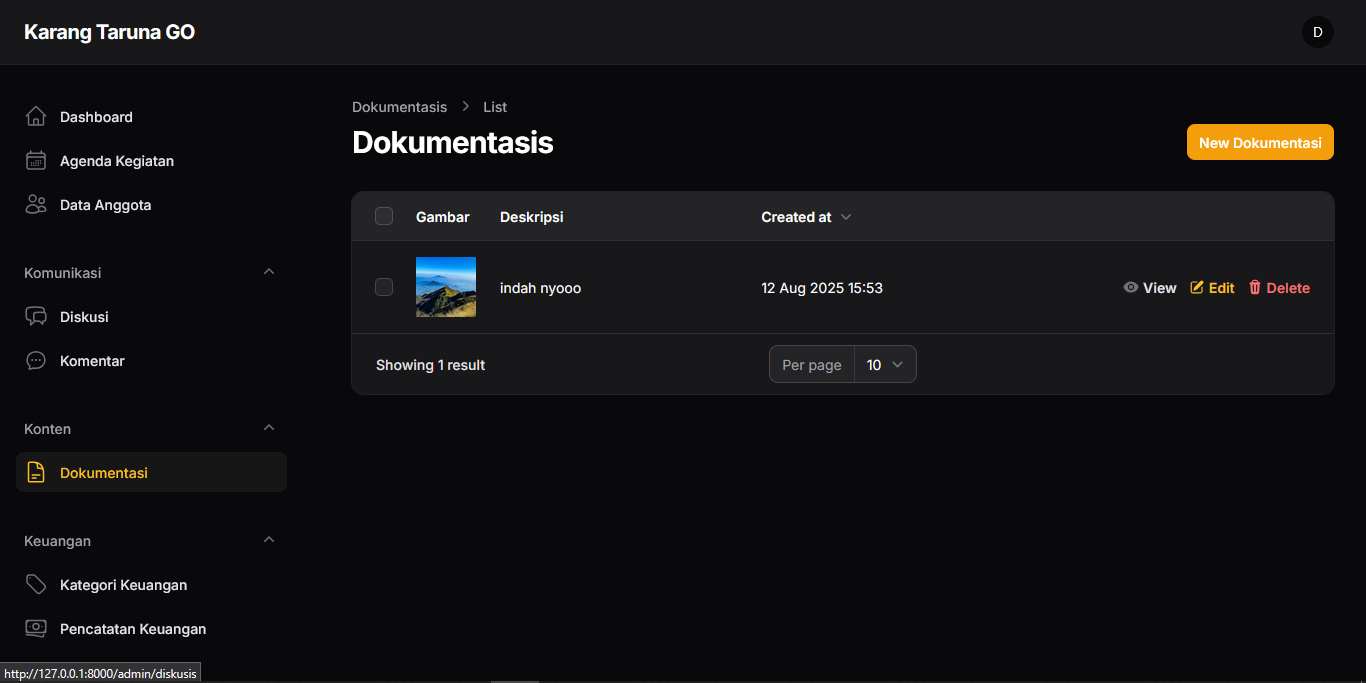 Karang Taruna GO
D
Dashboard
Agenda Kegiatan
Data Anggota
Komunikasi
Diskusi
Komentar
Konten
Dokumentasi
Keuangan
Kategori Keuangan
Pencatatan Keuangan
http://127.0.0.1:8000/admin/diskusis
Dokumentasis > List
Dokumentasis
New Dokumentasi
Gambar Deskripsi Created at
indah nyooo 12 Aug 2025 15:53 View Edit Delete
Showing 1 result Per page 10